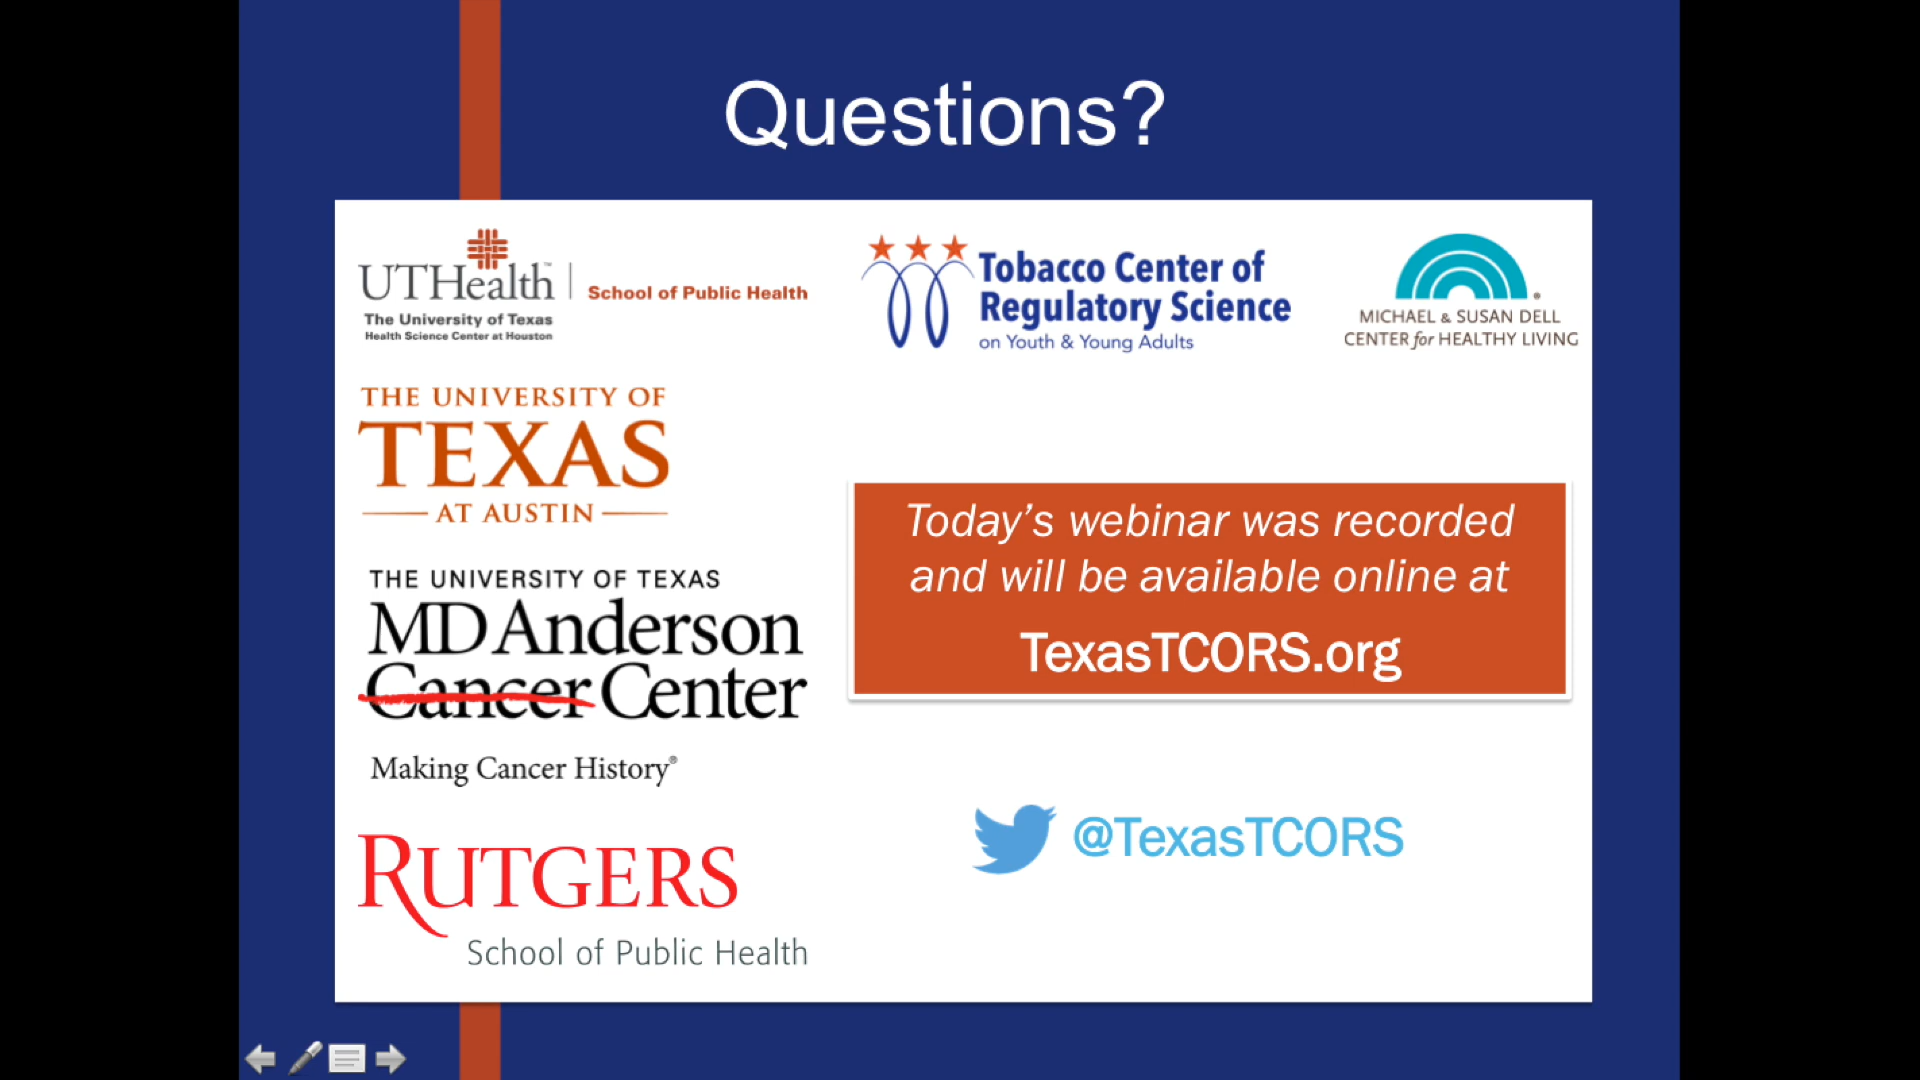 Questions?
UTHealth™
School of Public Health
The University of Texas
Health Science Center at Houston
Tobacco Center of
Regulatory Science
on Youth & Young Adults
MICHAEL & SUSAN DELL
CENTER for HEALTHY LIVING
THE UNIVERSITY OF
TEXAS
AT AUSTIN
Today's webinar was recorded
and will be available online at
TexasTCORS.org
THE UNIVERSITY OF TEXAS
MD Anderson
Cancer Center
Making Cancer History®
@TexasTCORS
RUTGERS
School of Public Health